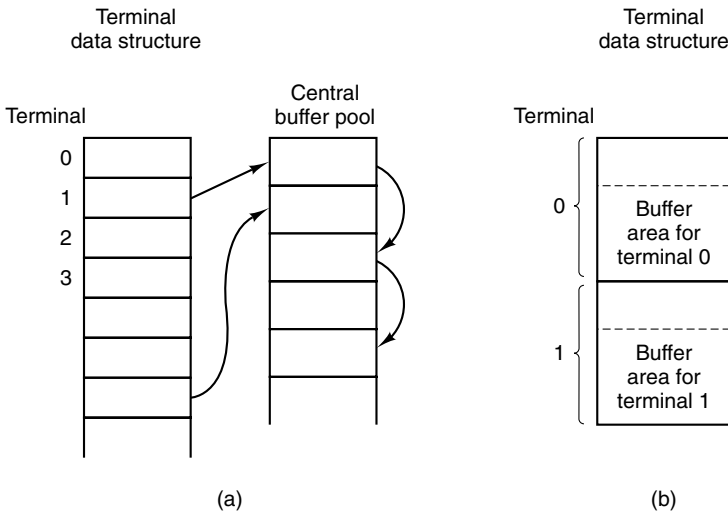 Terminal
data structure
Terminal
Central
buffer pool
0
1
2
3
(a)
Terminal
data structure
Terminal
0
Buffer
area for
terminal 0
1
Buffer
area for
terminal 1
(b)